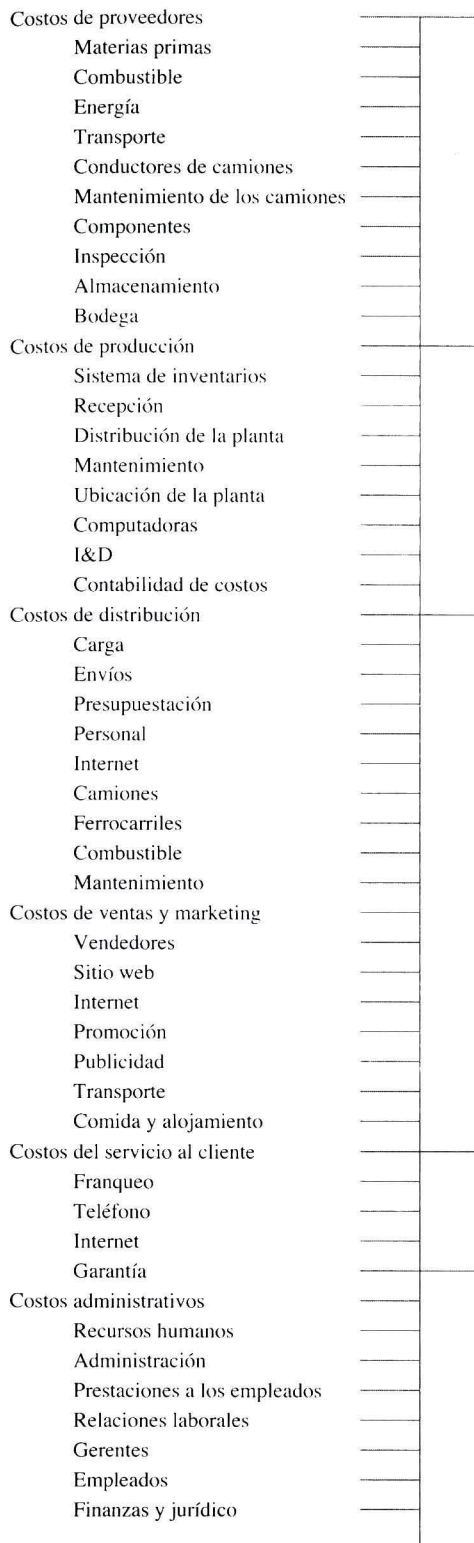 Costos de proveedores
Materias primas
Combustible
Energía
Transporte
Conductores de camiones
Mantenimiento de los camiones
Componentes
Inspección
Almacenamiento
Bodega
Costos de producción
Sistema de inventarios
Recepción
Distribución de la planta
Mantenimiento
Ubicación de la planta
Computadoras
I&D
Contabilidad de costos
Costos de distribución
Carga
Envíos
Presupuestación
Personal
Internet
Camiones
Ferrocarriles
Combustible
Mantenimiento
Costos de ventas y marketing
Vendedores
Sitio web
Internet
Promoción
Publicidad
Transporte
Comida y alojamiento
Costos del servicio al cliente
Franqueo
Teléfono
Internet
Garantía
Costos administrativos
Recursos humanos
Administración
Prestaciones a los empleados
Relaciones laborales
Gerentes
Empleados
Finanzas y jurídico